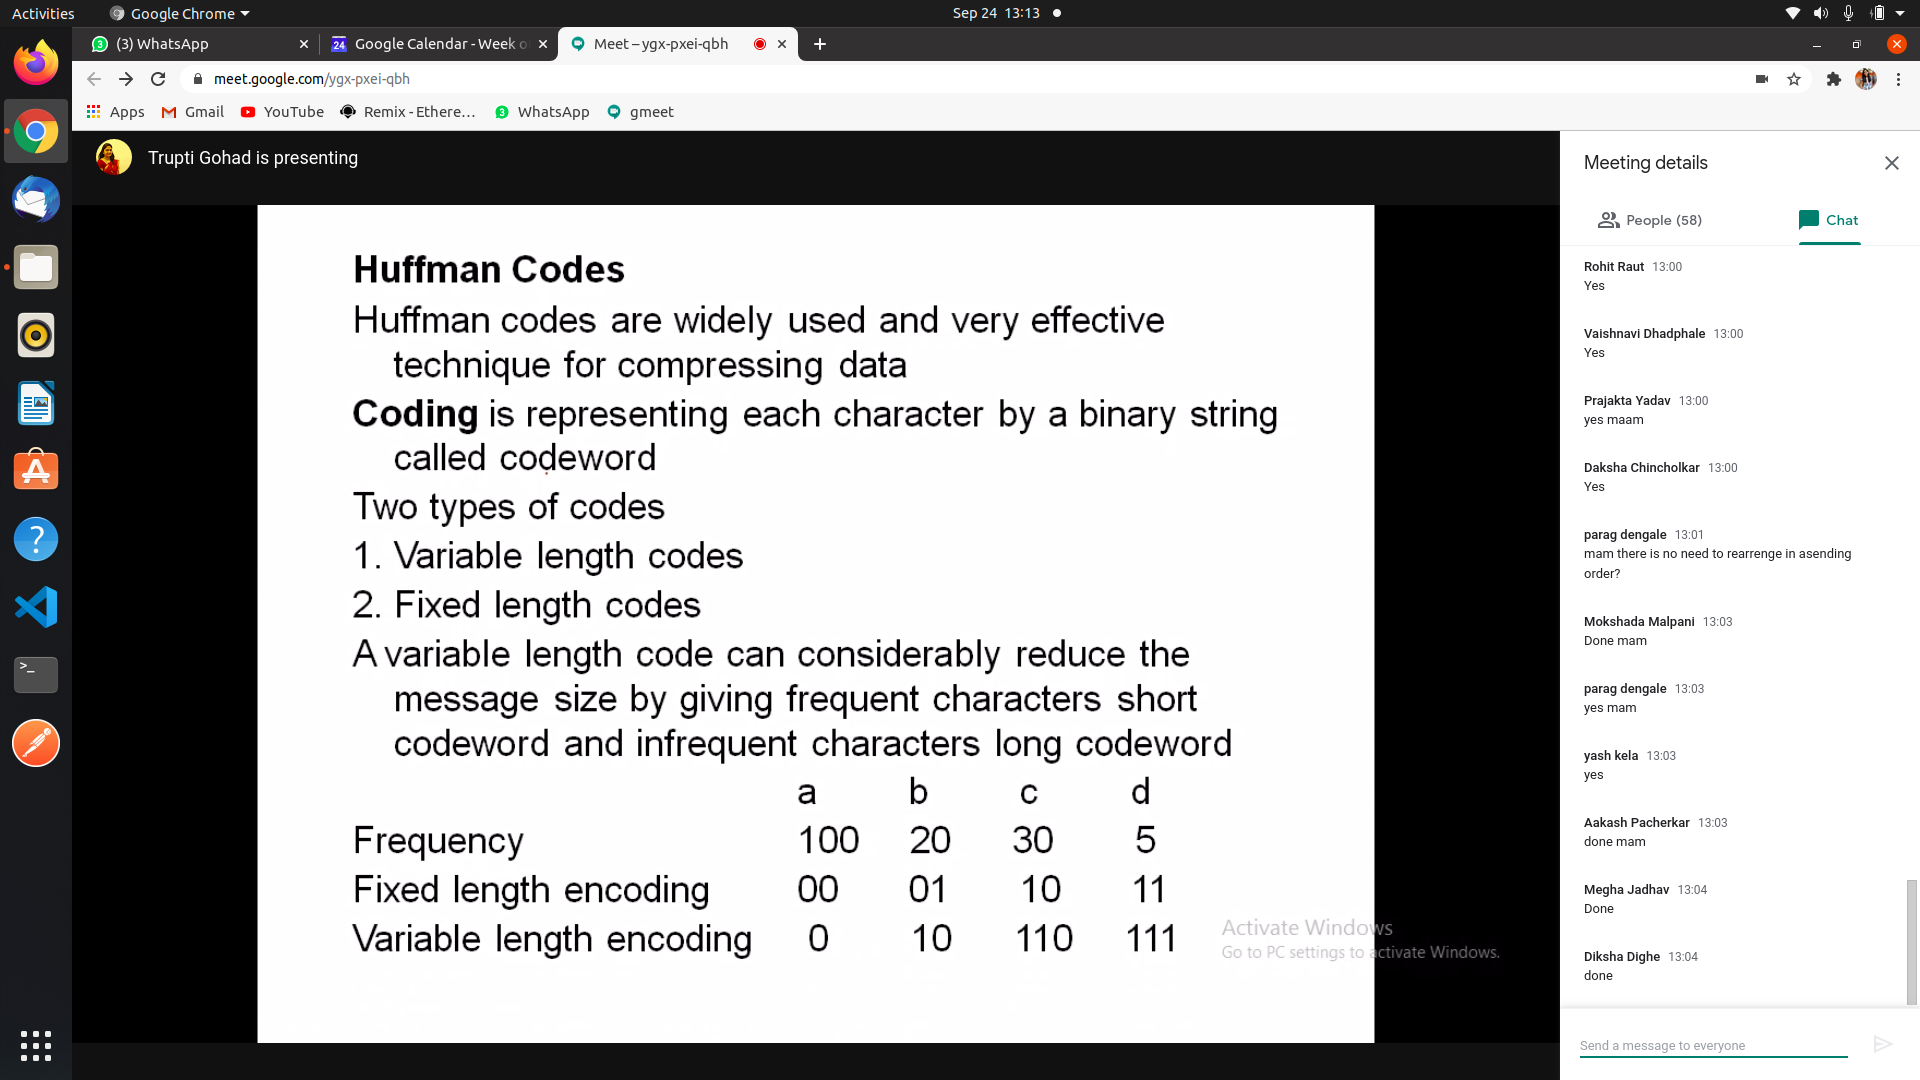 Activities
Google Chrome
Sep 24 13:13
(3) WhatsApp
Google Calendar - Week o
Meet – ygx-pxei-qbh
meet.google.com/ygx-pxei-qbh
Apps
Gmail
YouTube
Remix - Ethere...
WhatsApp
gmeet
Trupti Gohad is presenting
Huffman Codes
Huffman codes are widely used and very effective
technique for compressing data
Coding is representing each character by a binary string
called codeword
Two types of codes
1. Variable length codes
2. Fixed length codes
A variable length code can considerably reduce the
message size by giving frequent characters short
codeword and infrequent characters long codeword
a b c d
Frequency 100 20 30 5
Fixed length encoding 00 01 10 11
Variable length encoding 0 10 110 111
Activate Windows
Go to PC settings to activate Windows.
Meeting details
People (58)
Chat
Rohit Raut 13:00
Yes
Vaishnavi Dhadphale 13:00
Yes
Prajakta Yadav 13:00
yes maam
Daksha Chincholkar 13:00
Yes
parag dengale 13:01
mam there is no need to rearrenge in asending
order?
Mokshada Malpani 13:03
Done mam
parag dengale 13:03
yes mam
yash kela 13:03
yes
Aakash Pacherkar 13:03
done mam
Megha Jadhav 13:04
Done
Diksha Dighe 13:04
done
Send a message to everyone